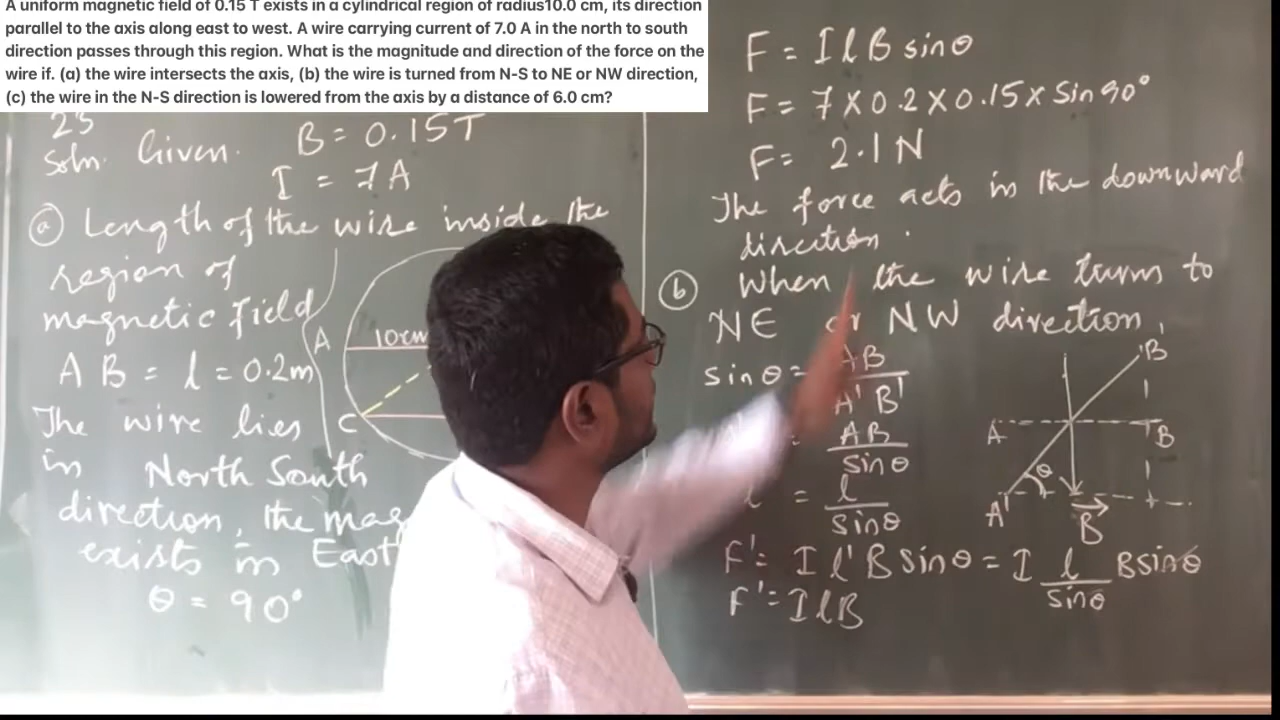 A uniform magnetic field of 0.15 T exists in a cylindrical region of radius10.0 cm, its direction
parallel to the axis along east to west. A wire carrying current of 7.0 A in the north to south
direction passes through this region. What is the magnitude and direction of the force on the
wire if. (a) the wire intersects the axis, (b) the wire is turned from N-S to NE or NW direction,
(c) the wire in the N-S direction is lowered from the axis by a distance of 6.0 cm?
23
Soln. Given. B = 0.15T
I = 7A
(a) Length of the wire inside the
region of
magnetic field
AB = l = 0.2m
The wire lies
in North South
direction, the mag
exists in East
θ = 90°
A 10cm
C
F = IlB sinθ
F = 7 X 0.2 X 0.15 X Sin 90°
F = 2.1 N
The force acts in the downward
direction.
(b) When the wire turns to
NE or NW direction,
sinθ = AB
A'B'
= AB
sinθ
= l
sinθ
F' = Il'B sinθ = I l B sinθ
sinθ
F' = IlB
'B
A B
θ
A' B